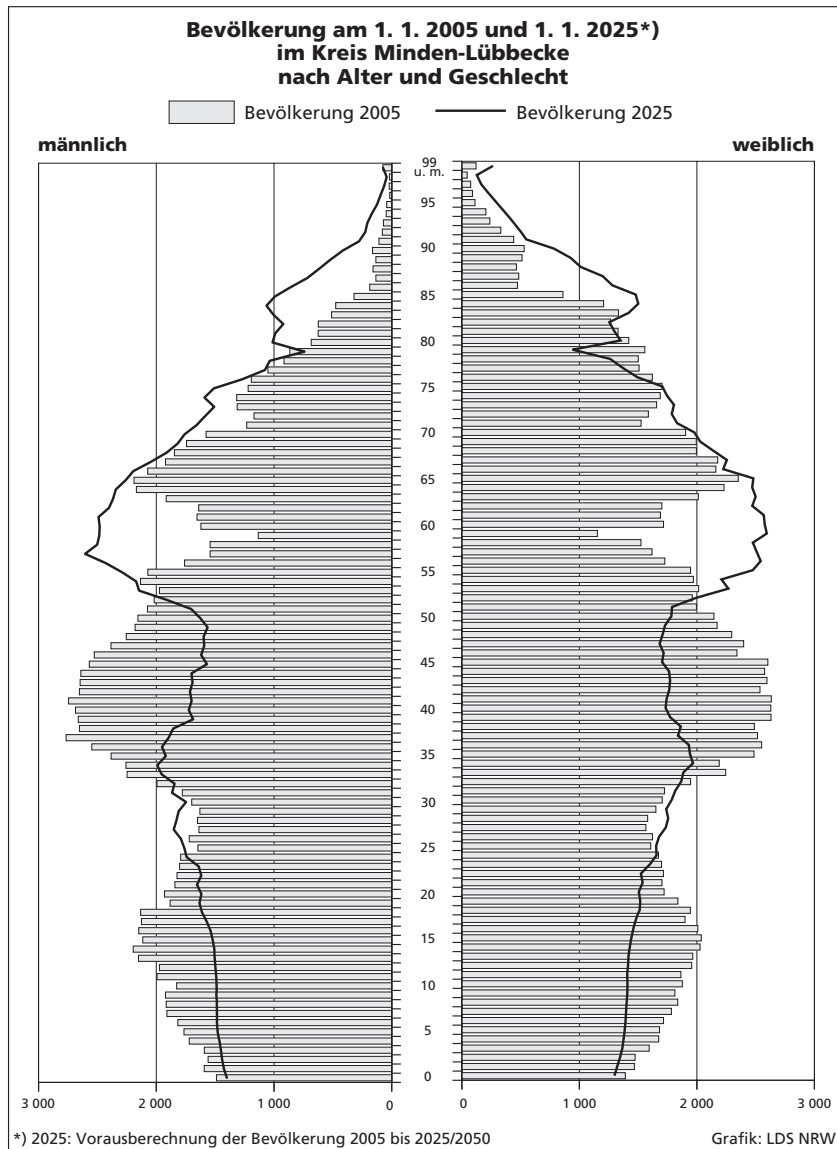 Bevölkerung am 1. 1. 2005 und 1. 1. 2025*)
im Kreis Minden-Lübbecke
nach Alter und Geschlecht
Bevölkerung 2005
Bevölkerung 2025
männlich
weiblich
99
u. m.
95
90
85
80
75
70
65
60
55
50
45
40
35
30
25
20
15
10
5
0
3 000 2 000 1 000 0
0 1 000 2 000 3 000
*) 2025: Vorausberechnung der Bevölkerung 2005 bis 2025/2050
Grafik: LDS NRW